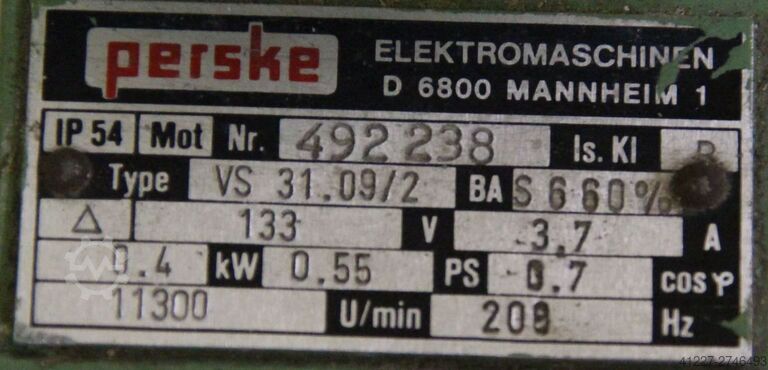 perske ELEKTROMASCHINEN
D 6800 MANNHEIM 1
IP 54 Mot Nr. 492 238 Is. Kl B
Type VS 31.09/2 BA S 6 60%
Δ 133 V 3,7 A
0.4 kW 0.55 PS 0.7 cos φ
11300 U/min 208 Hz
41227-2746493